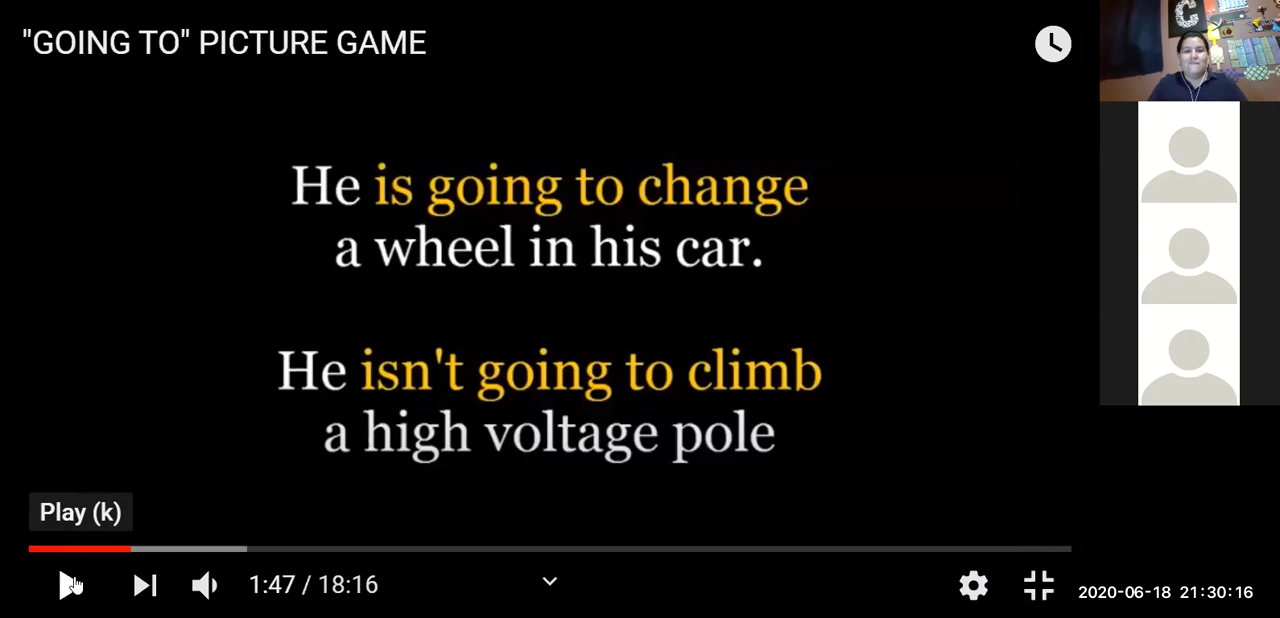 "GOING TO" PICTURE GAME
C
He is going to change
a wheel in his car.
He isn't going to climb
a high voltage pole
Play (k)
1:47 / 18:16
2020-06-18 21:30:16